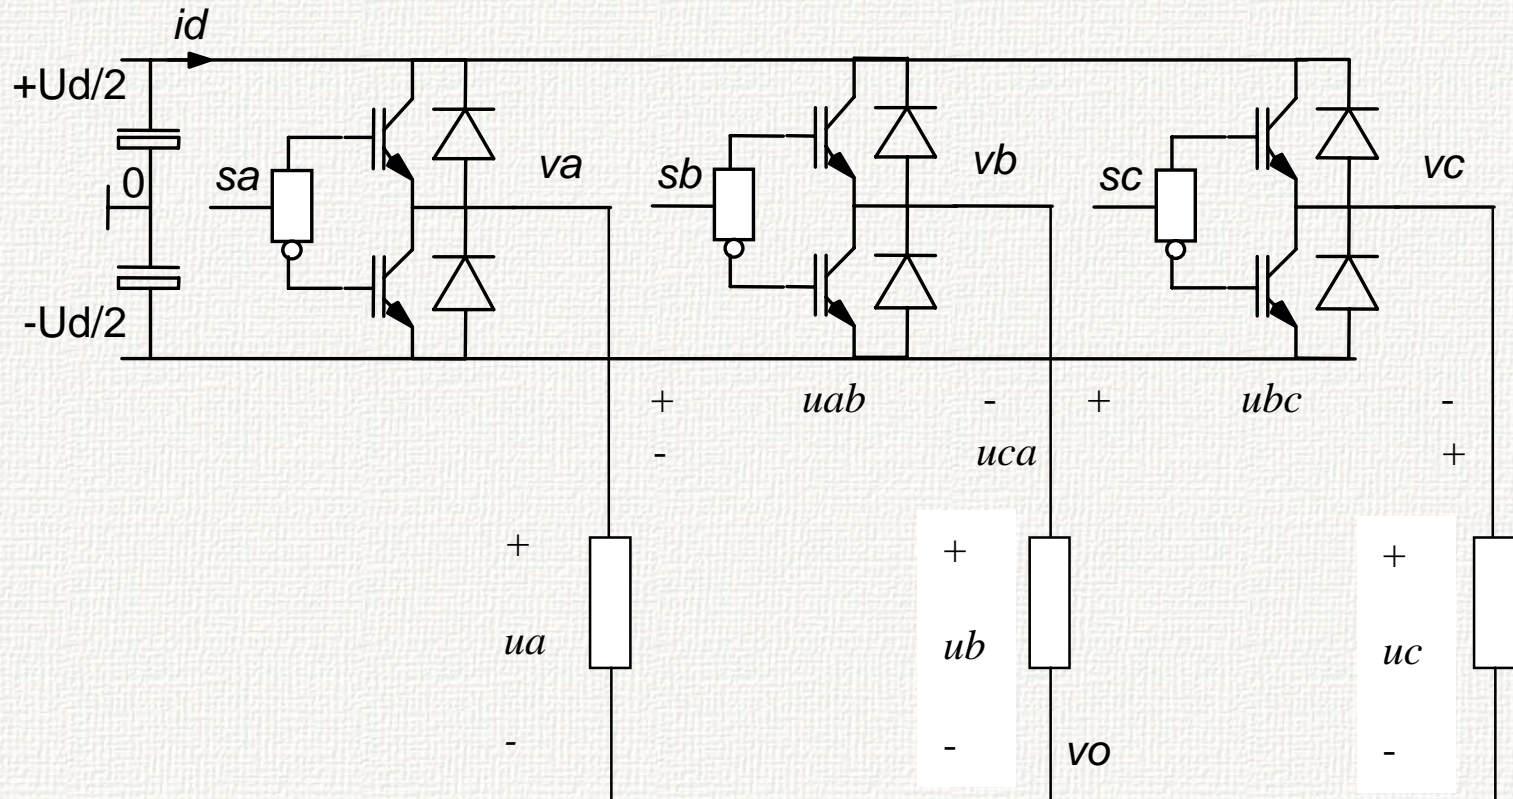 id
+Ud/2
0
-Ud/2
sa
va
sb
vb
sc
vc
+ uab - + ubc -
- uca +
+ + +
ua ub uc
- - vo -